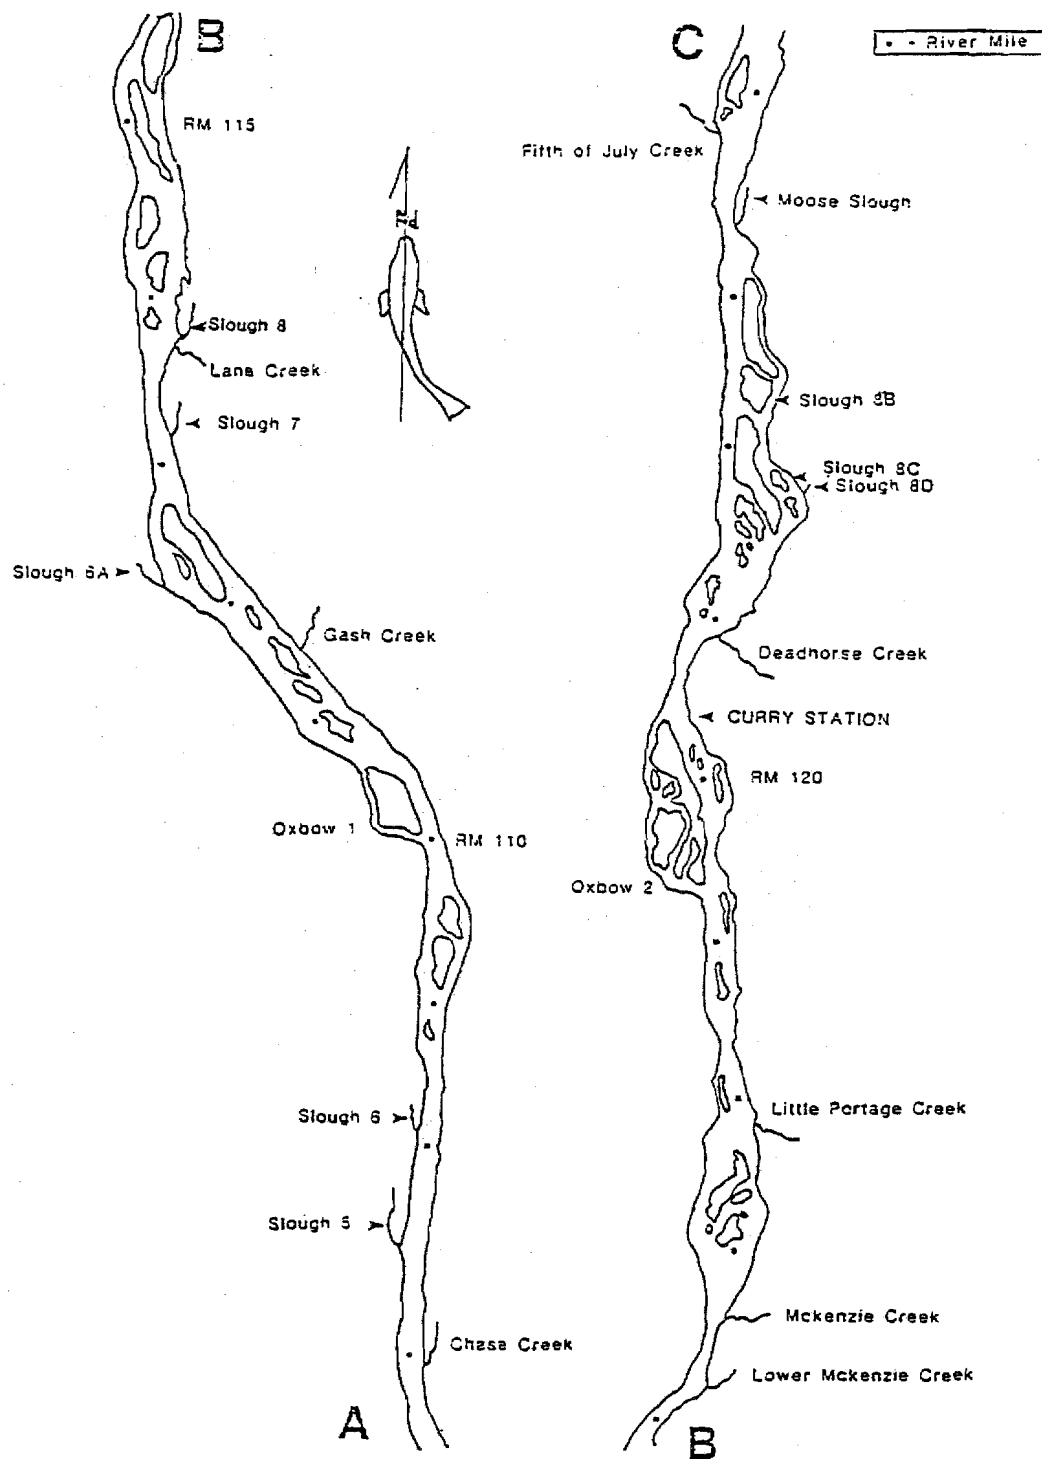 B
C
• - River Mile
RM 115
Fifth of July Creek
Moose Slough
Slough 8
Lane Creek
Slough 7
Slough 8B
Slough 8C
Slough 8D
Slough 6A
Gash Creek
Deadhorse Creek
CURRY STATION
RM 120
Oxbow 1
RM 110
Oxbow 2
Slough 6
Little Portage Creek
Slough 5
Mckenzie Creek
Chase Creek
Lower Mckenzie Creek
A
B